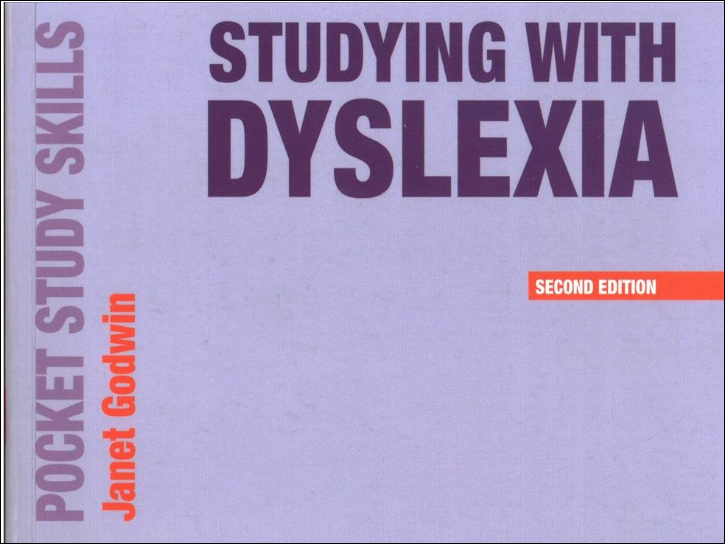 STUDYING WITH
DYSLEXIA
SECOND EDITION
POCKET STUDY SKILLS
Janet Godwin